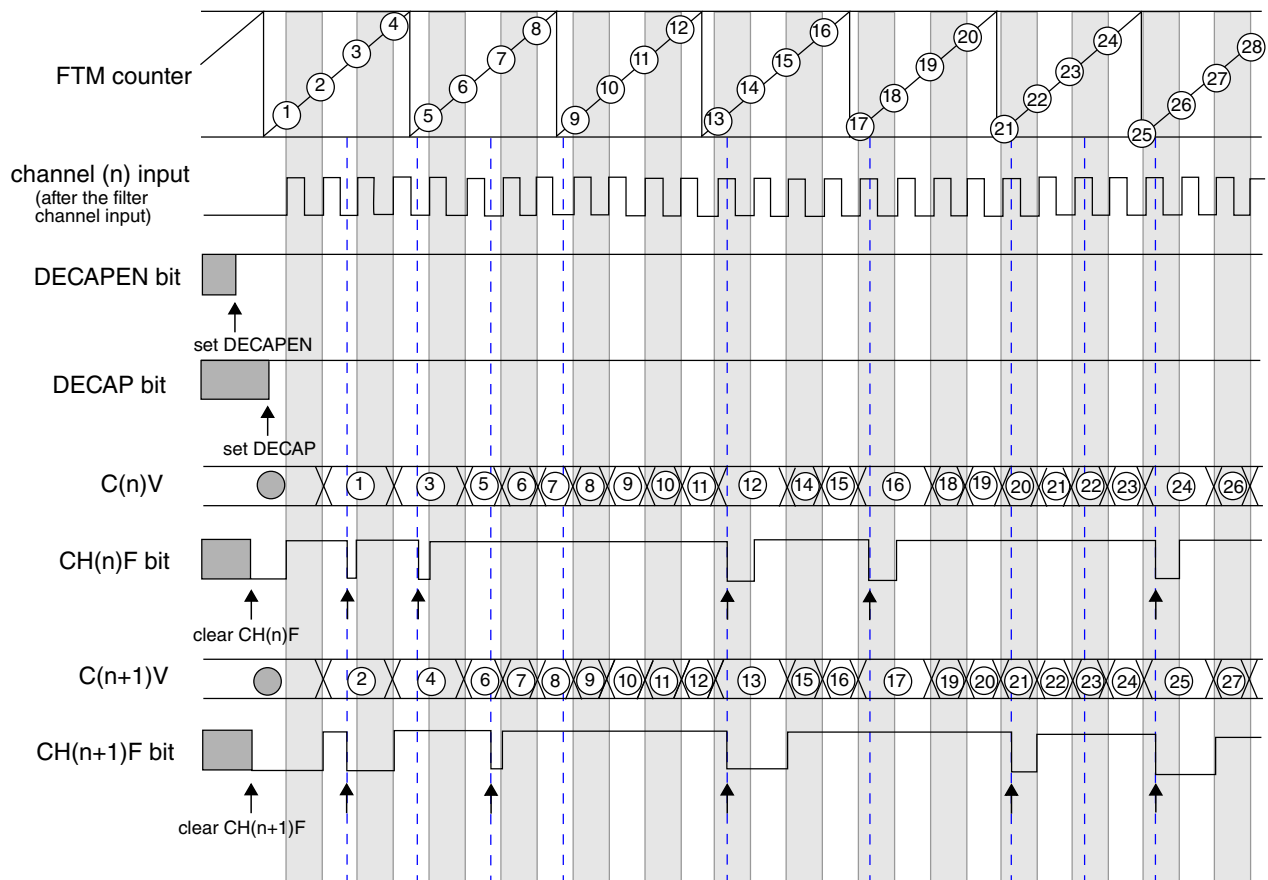 FTM counter
1 2 3 4 5 6 7 8 9 10 11 12 13 14 15 16 17 18 19 20 21 22 23 24 25 26 27 28
channel (n) input
(after the filter
channel input)
DECAPEN bit
set DECAPEN
DECAP bit
set DECAP
C(n)V 1 3 5 6 7 8 9 10 11 12 14 15 16 18 19 20 21 22 23 24 26
CH(n)F bit
clear CH(n)F
C(n+1)V 2 4 6 7 8 9 10 11 12 13 15 16 17 19 20 21 22 23 24 25 27
CH(n+1)F bit
clear CH(n+1)F